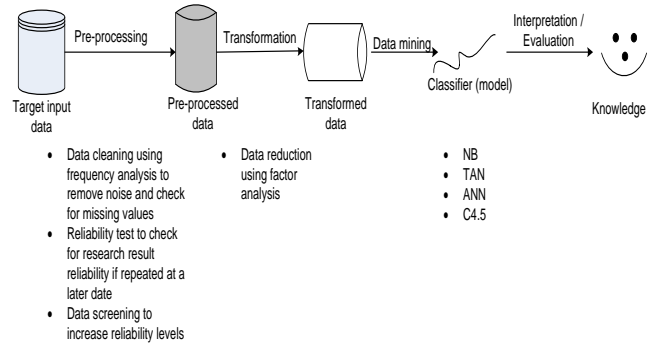 Pre-processing
Transformation
Data mining
Interpretation /
Evaluation
Target input
data
Pre-processed
data
Transformed
data
Classifier (model)
Knowledge
• Data cleaning using
frequency analysis to
remove noise and check
for missing values
• Reliability test to check
for research result
reliability if repeated at a
later date
• Data screening to
increase reliability levels
• Data reduction
using factor
analysis
• NB
• TAN
• ANN
• C4.5